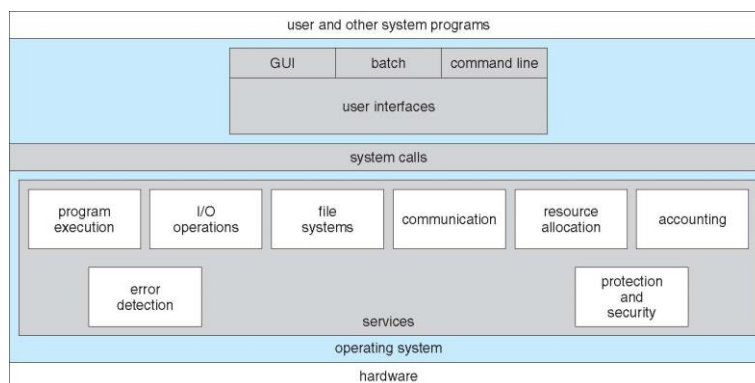 user and other system programs
GUI
batch
command line
user interfaces
system calls
program
execution
I/O
operations
file
systems
communication
resource
allocation
accounting
error
detection
protection
and
security
services
operating system
hardware